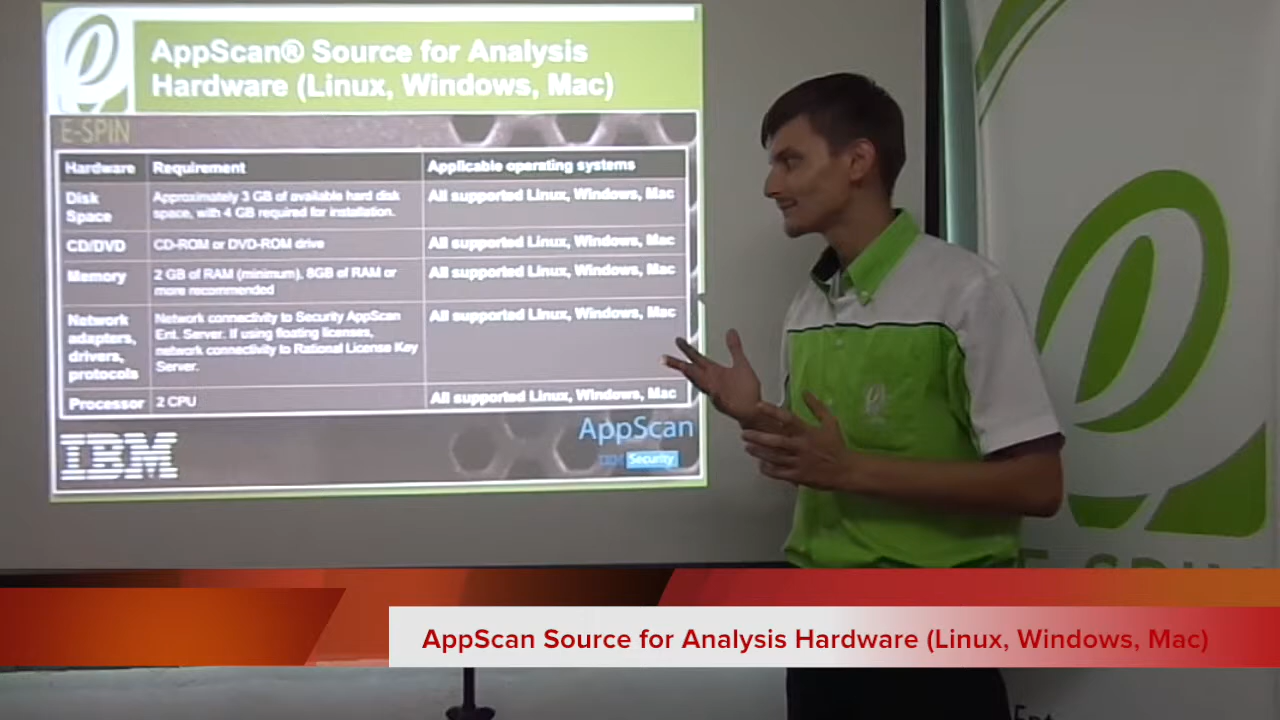 AppScan® Source for Analysis
Hardware (Linux, Windows, Mac)
E-SPIN
Hardware
Requirement
Applicable operating systems
Disk
Space
Approximately 3 GB of available hard disk
space, with 4 GB required for installation.
All supported Linux, Windows, Mac
CD/DVD
CD-ROM or DVD-ROM drive
All supported Linux, Windows, Mac
Memory
2 GB of RAM (minimum), 8GB of RAM or
more recommended
All supported Linux, Windows, Mac
Network
adapters,
drivers,
protocols
Network connectivity to Security AppScan
Ent. Server. If using floating licenses,
network connectivity to Rational License Key
Server.
All supported Linux, Windows, Mac
Processor
2 CPU
All supported Linux, Windows, Mac
IBM
AppScan
IBM Security
AppScan Source for Analysis Hardware (Linux, Windows, Mac)